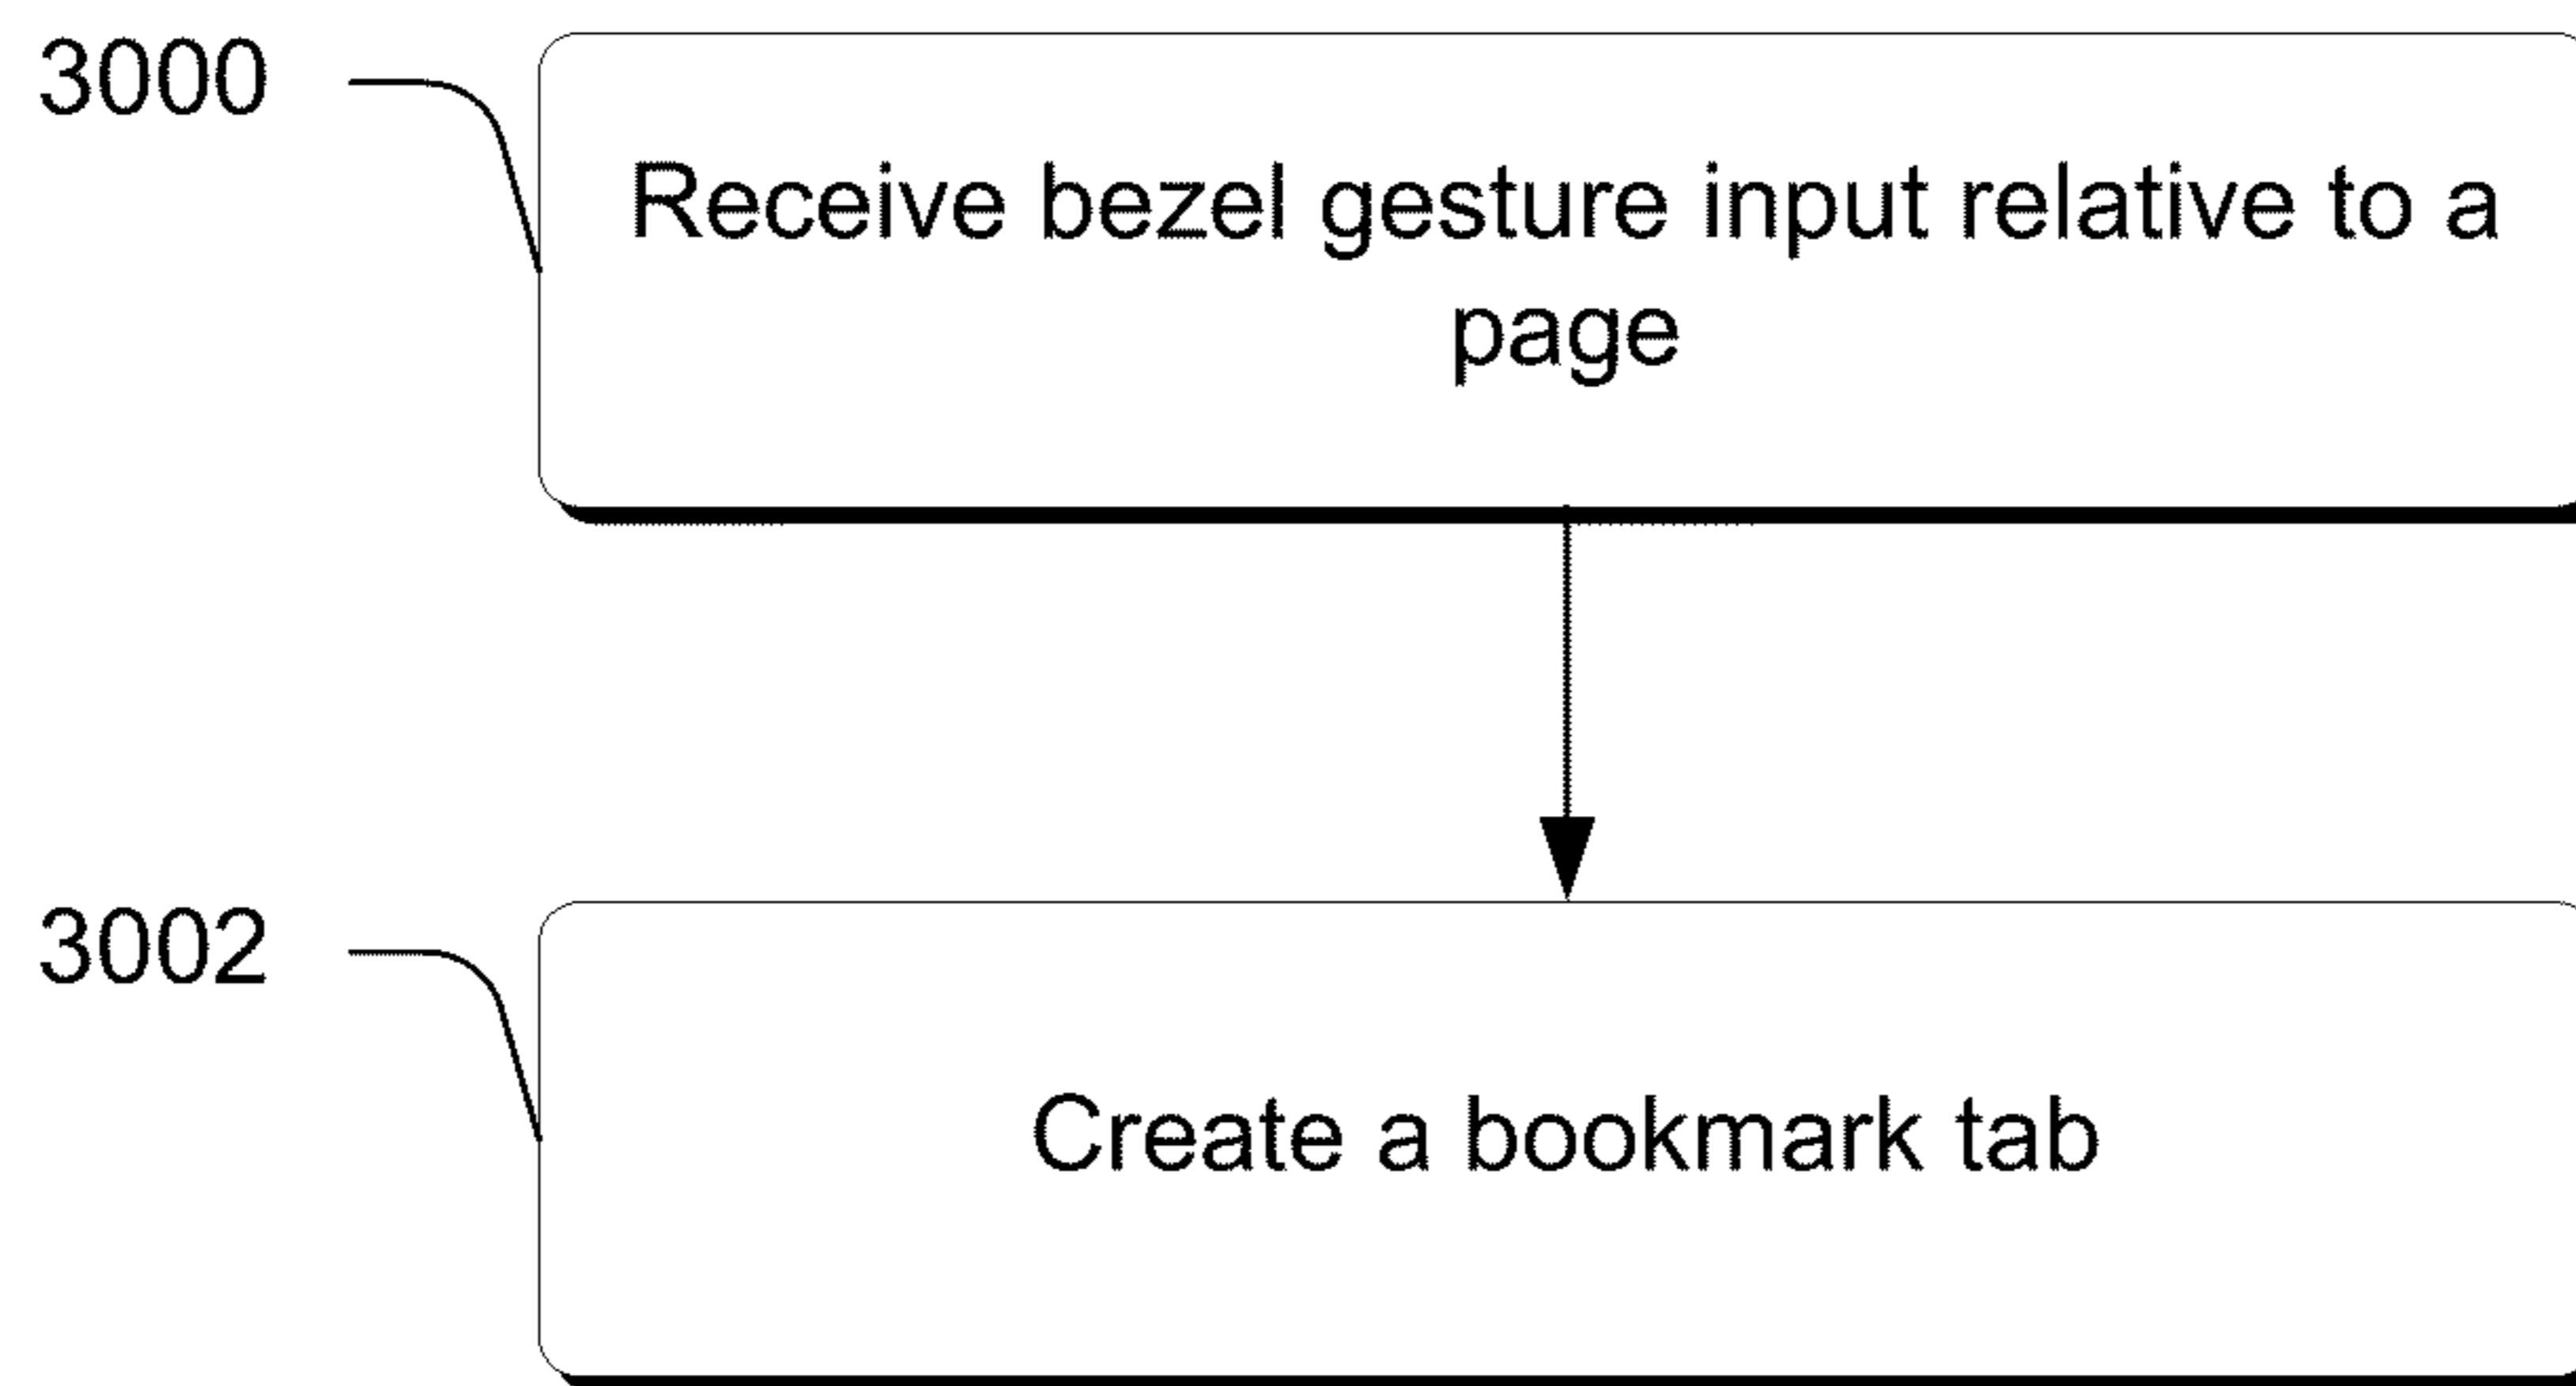 3000
Receive bezel gesture input relative to a
page
3002
Create a bookmark tab